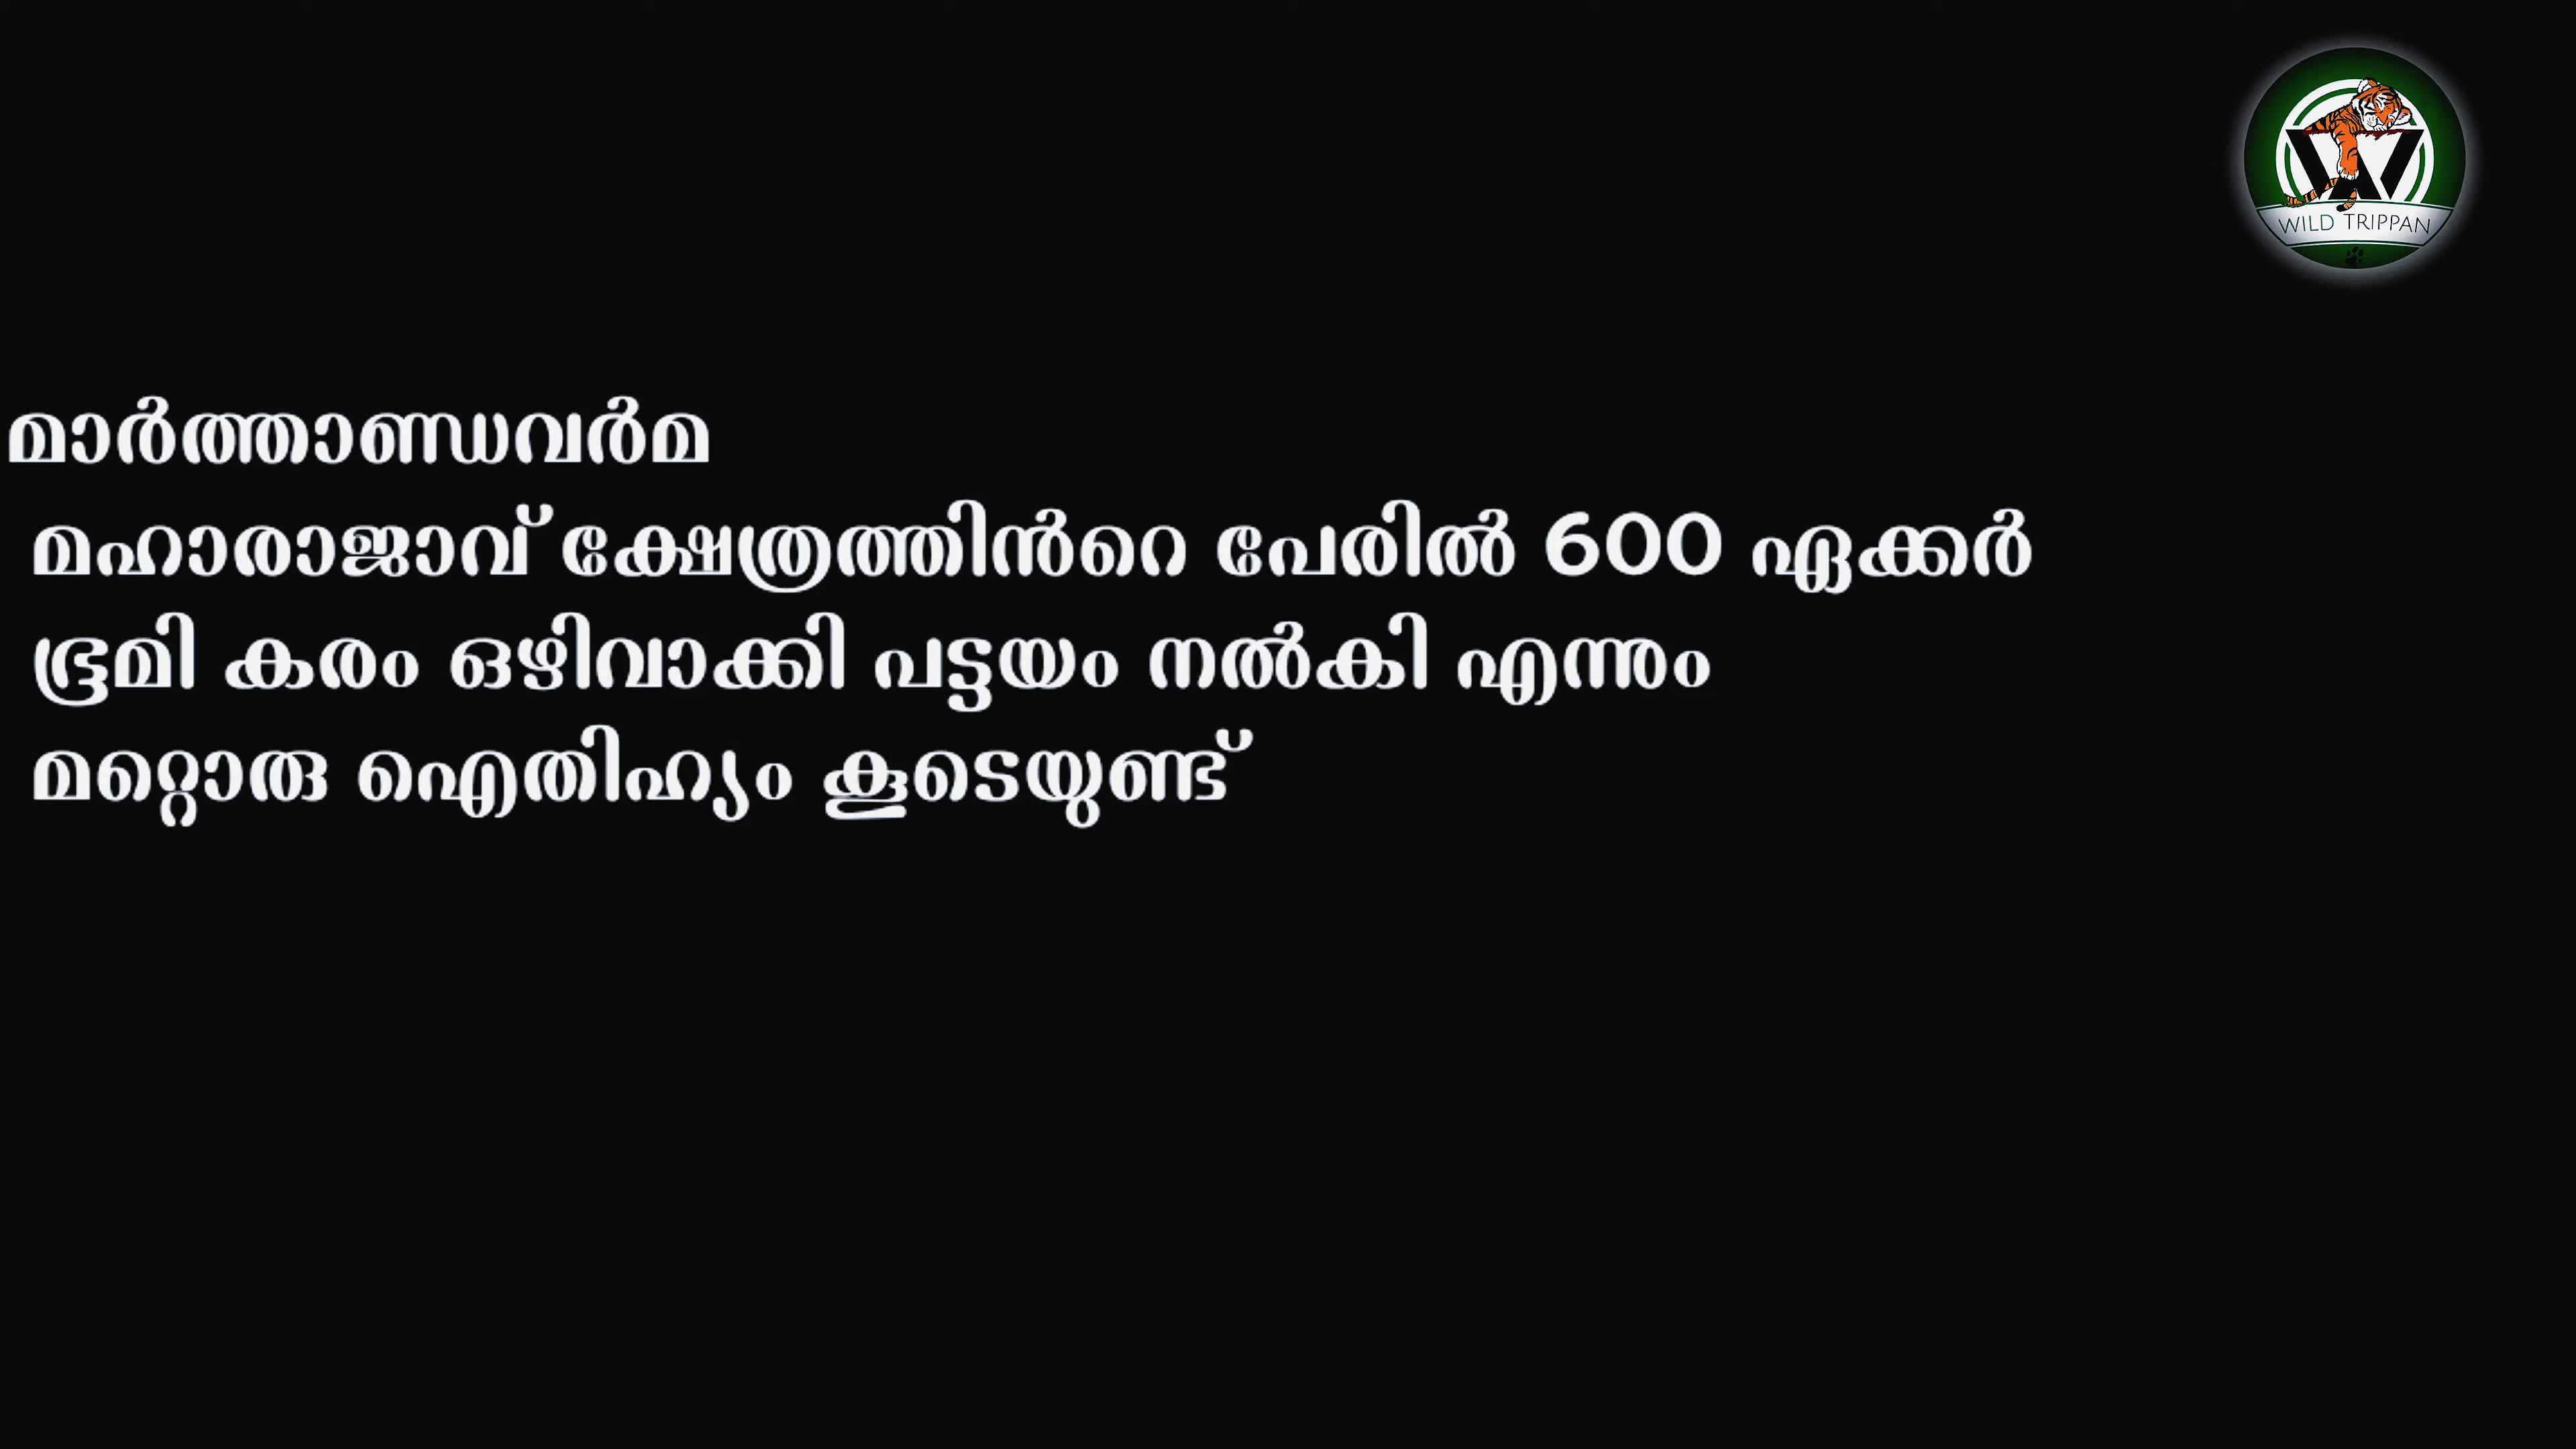 WILD TRIPPAN
മാർത്താണ്ഡവർമ
മഹാരാജാവ് ക്ഷേത്രത്തിൻറെ പേരിൽ 600 ഏക്കർ
ഭൂമി കരം ഒഴിവാക്കി പട്ടയം നൽകി എന്നും
മറ്റൊരു ഐതിഹ്യം കൂടെയുണ്ട്